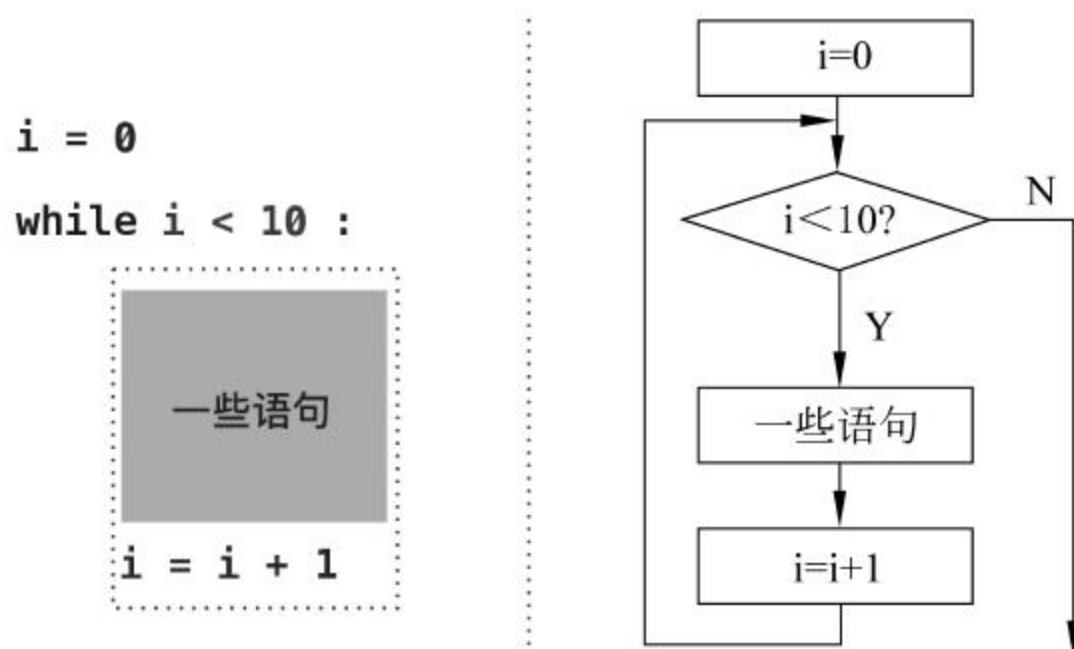 i = 0
while i < 10 :
一些语句
i = i + 1
i=0
i<10?
N
Y
一些语句
i=i+1